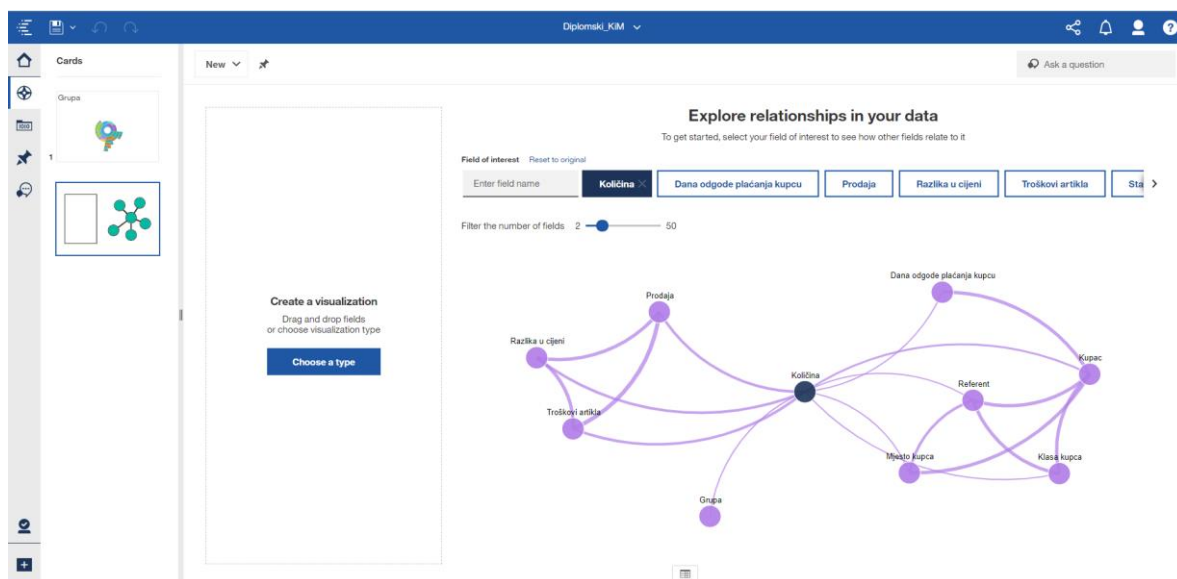 Diplomski_KiM
Cards
New
Ask a question
Grupa
1
Explore relationships in your data
To get started, select your field of interest to see how other fields relate to it
Field of interest Reset to original
Enter field name Količina Dana odgode plaćanja kupcu Prodaja Razlika u cijeni Troškovi artikla Sta
Filter the number of fields 2 50
Create a visualization
Drag and drop fields
or choose visualization type
Choose a type
Dana odgode plaćanja kupcu
Prodaja
Razlika u cijeni
Kupac
Količina
Referent
Troškovi artikla
Mjesto kupca
Klasa kupca
Grupa